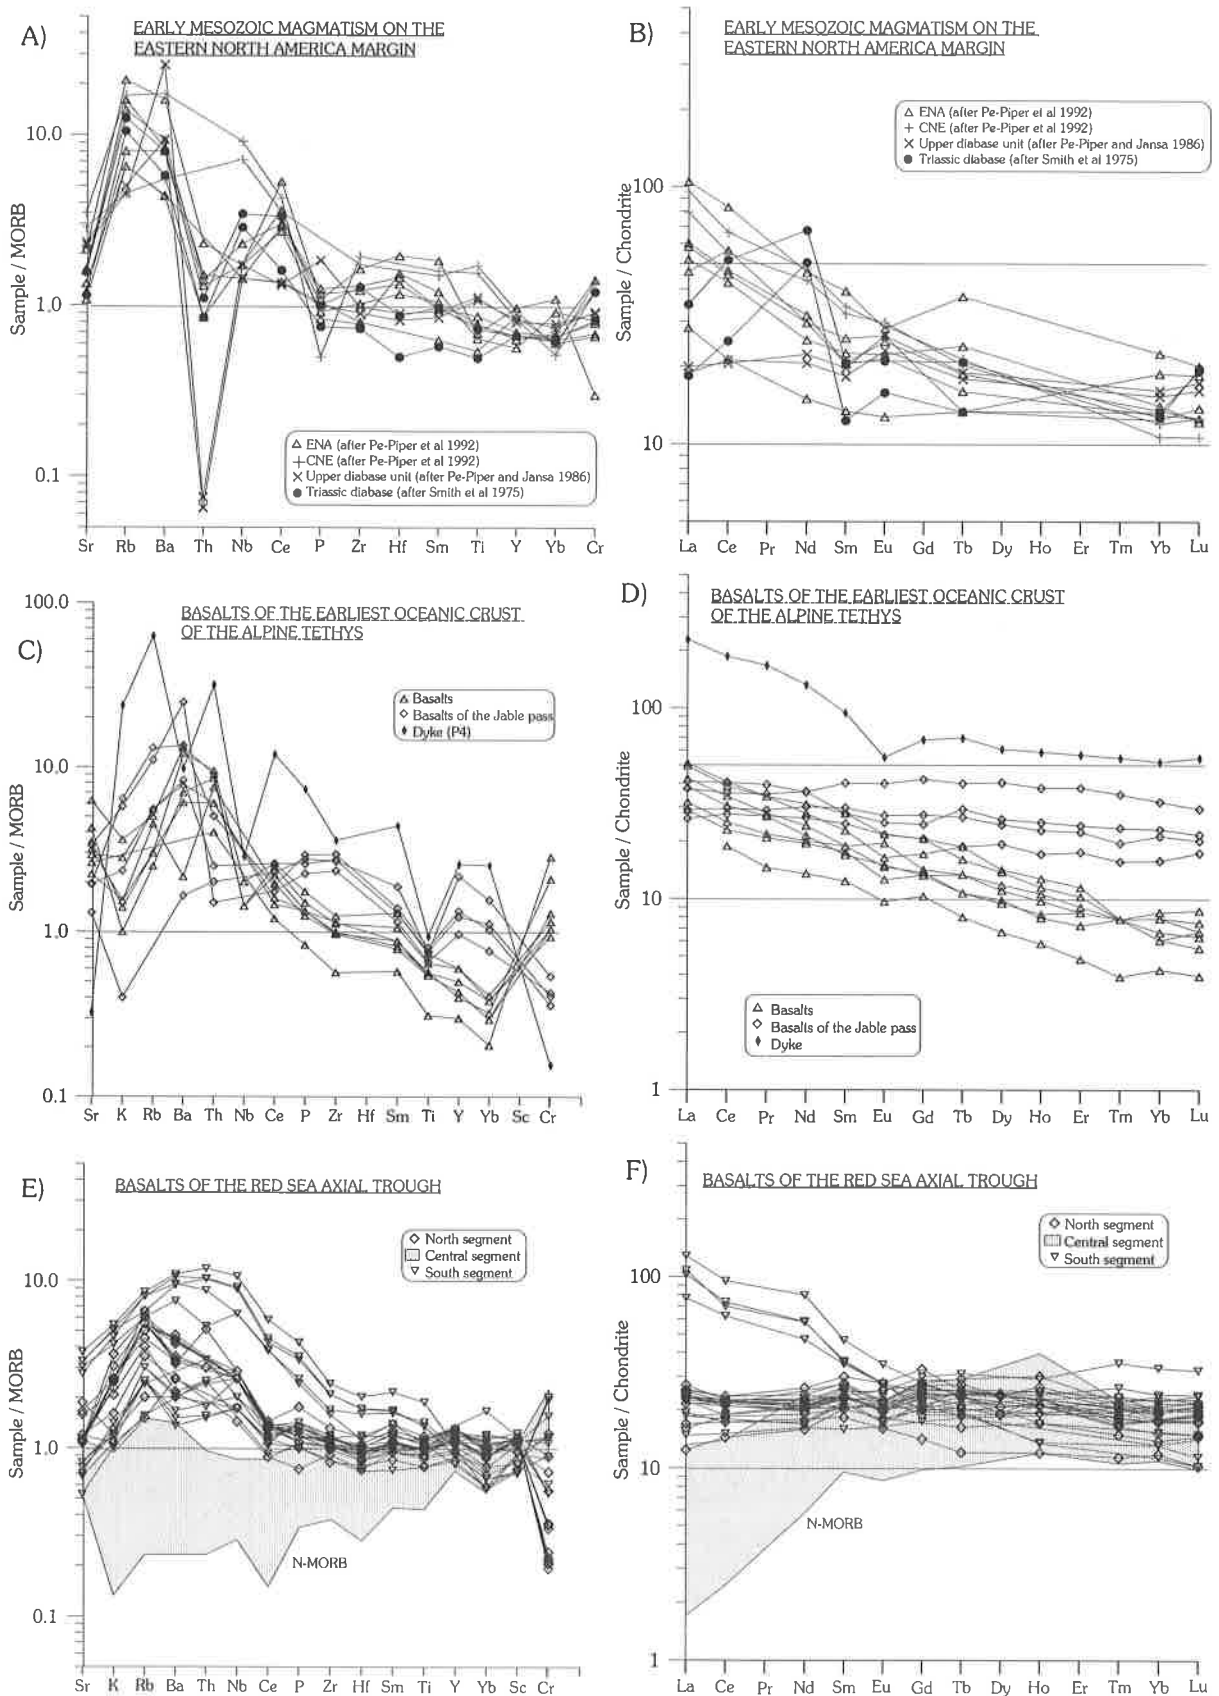 A)
EARLY MESOZOIC MAGMATISM ON THE
EASTERN NORTH AMERICA MARGIN
Sample / MORB
10.0
1.0
0.1
△ ENA (after Pe-Piper et al 1992)
+ CNE (after Pe-Piper et al 1992)
× Upper diabase unit (after Pe-Piper and Jansa 1986)
● Triassic diabase (after Smith et al 1975)
Sr Rb Ba Th Nb Ce P Zr Hf Sm Ti Y Yb Cr
B)
EARLY MESOZOIC MAGMATISM ON THE
EASTERN NORTH AMERICA MARGIN
Sample / Chondrite
△ ENA (after Pe-Piper et al 1992)
+ CNE (after Pe-Piper et al 1992)
× Upper diabase unit (after Pe-Piper and Jansa 1986)
● Triassic diabase (after Smith et al 1975)
100
10
La Ce Pr Nd Sm Eu Gd Tb Dy Ho Er Tm Yb Lu
C)
BASALTS OF THE EARLIEST OCEANIC CRUST
OF THE ALPINE TETHYS
Sample / MORB
100.0
10.0
1.0
0.1
△ Basalts
◇ Basalts of the Jable pass
♦ Dyke (P4)
Sr K Rb Ba Th Nb Ce P Zr Hf Sm Ti Y Yb Sc Cr
D)
BASALTS OF THE EARLIEST OCEANIC CRUST
OF THE ALPINE TETHYS
Sample / Chondrite
100
10
1
△ Basalts
◇ Basalts of the Jable pass
♦ Dyke
La Ce Pr Nd Sm Eu Gd Tb Dy Ho Er Tm Yb Lu
E)
BASALTS OF THE RED SEA AXIAL TROUGH
Sample / MORB
◇ North segment
Central segment
▽ South segment
10.0
1.0
0.1
N-MORB
Sr K Rb Ba Th Nb Ce P Zr Hf Sm Ti Y Yb Sc Cr
F)
BASALTS OF THE RED SEA AXIAL TROUGH
Sample / Chondrite
◇ North segment
Central segment
▽ South segment
100
10
1
N-MORB
La Ce Pr Nd Sm Eu Gd Tb Dy Ho Er Tm Yb Lu